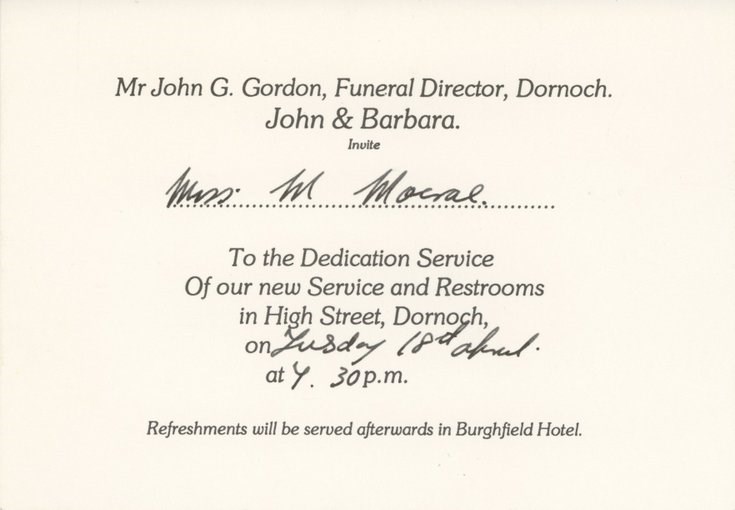 Mr John G. Gordon, Funeral Director, Dornoch.
John & Barbara.
Invite
Miss. M Macrae.
To the Dedication Service
Of our new Service and Restrooms
in High Street, Dornoch,
on Tuesday 18th April.
at 7. 30p.m.
Refreshments will be served afterwards in Burghfield Hotel.